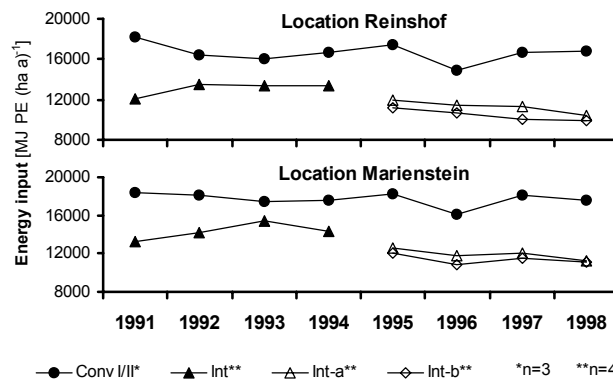 Location Reinshof
20000
16000
12000
8000
Energy input [MJ PE (ha a)-1]
Location Marienstein
20000
16000
12000
8000
1991 1992 1993 1994 1995 1996 1997 1998
Conv I/II* Int** Int-a** Int-b** *n=3 **n=4